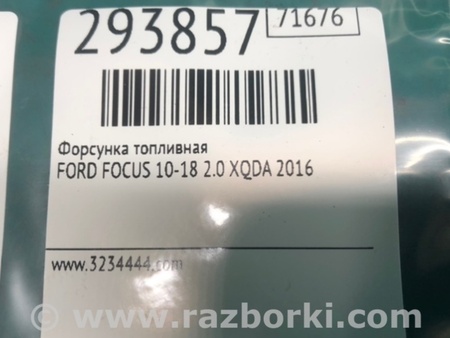 293857
71676
Форсунка топливная
FORD FOCUS 10-18 2.0 XQDA 2016
www.3234444.com
www.razborki.com